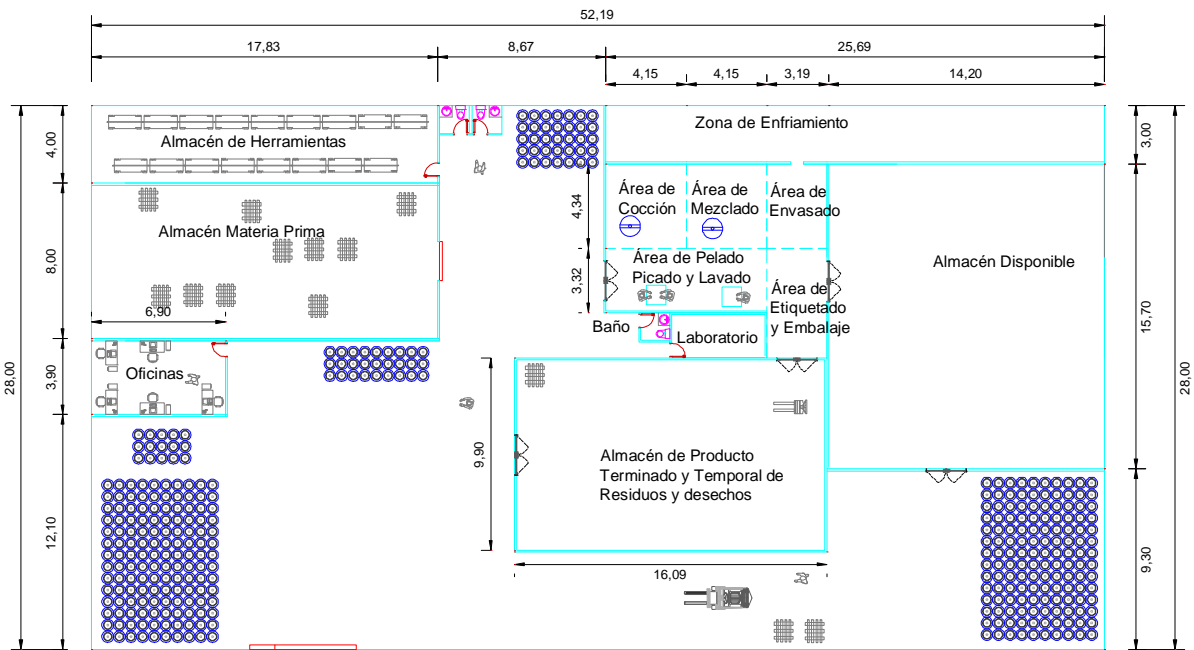 52,19
17,83
8,67
25,69
4,15
4,15
3,19
14,20
28,00
4,00
8,00
3,90
12,10
Almacén de Herramientas
Almacén Materia Prima
6,90
Oficinas
Zona de Enfriamiento
4,34
3,32
Área de
Cocción
Área de
Mezclado
Área de
Envasado
Área de Pelado
Picado y Lavado
Área de
Etiquetado
y Embalaje
Almacén Disponible
Baño
Laboratorio
9,90
Almacén de Producto
Terminado y Temporal de
Residuos y desechos
16,09
3,00
15,70
9,30
28,00